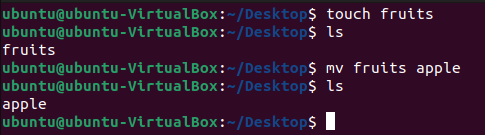 ubuntu@ubuntu-VirtualBox:~/Desktop$ touch fruits
ubuntu@ubuntu-VirtualBox:~/Desktop$ ls
fruits
ubuntu@ubuntu-VirtualBox:~/Desktop$ mv fruits apple
ubuntu@ubuntu-VirtualBox:~/Desktop$ ls
apple
ubuntu@ubuntu-VirtualBox:~/Desktop$